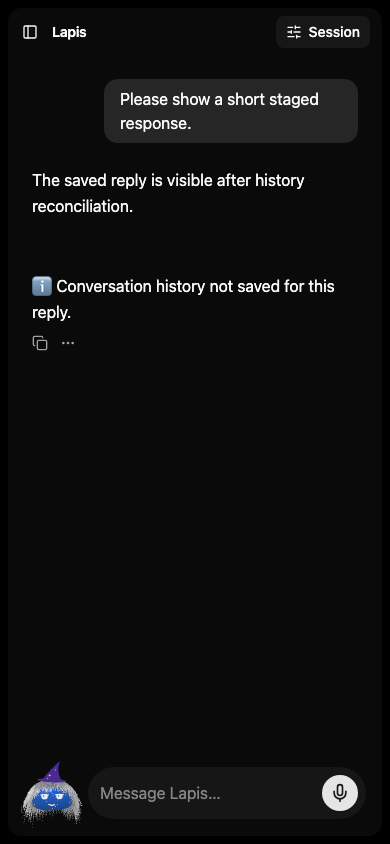 Lapis
Session
Please show a short staged
response.
The saved reply is visible after history
reconciliation.
ℹ️ Conversation history not saved for this
reply.
Message Lapis...